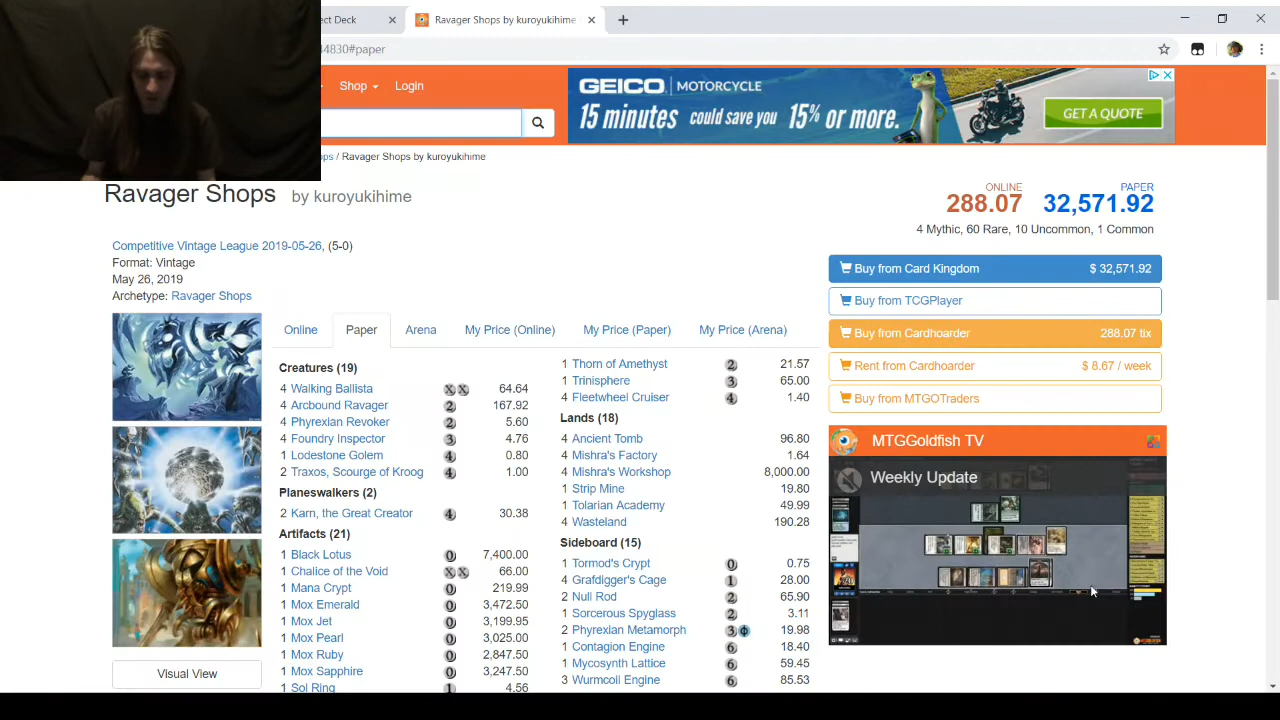 ect Deck
Ravager Shops by kuroyukihime
4830#paper
Shop
Login
GEICO. MOTORCYCLE
15 minutes could save you 15% or more.
GET A QUOTE
ps / Ravager Shops by kuroyukihime
Ravager Shops by kuroyukihime
ONLINE PAPER
288.07 32,571.92
4 Mythic, 60 Rare, 10 Uncommon, 1 Common
Competitive Vintage League 2019-05-26, (5-0)
Format: Vintage
May 26, 2019
Archetype: Ravager Shops
Buy from Card Kingdom $ 32,571.92
Buy from TCGPlayer
Buy from Cardhoarder 288.07 tix
Rent from Cardhoarder $ 8.67 / week
Buy from MTGOTraders
Online Paper Arena My Price (Online) My Price (Paper) My Price (Arena)
Creatures (19)
4 Walking Ballista X X 64.64
4 Arcbound Ravager 2 167.92
4 Phyrexian Revoker 2 5.60
4 Foundry Inspector 3 4.76
1 Lodestone Golem 4 0.80
2 Traxos, Scourge of Kroog 4 1.00
Planeswalkers (2)
2 Karn, the Great Creator 4 30.38
Artifacts (21)
1 Black Lotus 0 7,400.00
1 Chalice of the Void X X 66.00
1 Mana Crypt 0 219.99
1 Mox Emerald 0 3,472.50
1 Mox Jet 0 3,199.95
1 Mox Pearl 0 3,025.00
1 Mox Ruby 0 2,847.50
1 Mox Sapphire 0 3,247.50
1 Sol Ring 1 4.56
1 Thorn of Amethyst 2 21.57
1 Trinisphere 3 65.00
4 Fleetwheel Cruiser 4 1.40
Lands (18)
4 Ancient Tomb 96.80
4 Mishra's Factory 1.64
4 Mishra's Workshop 8,000.00
1 Strip Mine 19.80
1 Tolarian Academy 49.99
4 Wasteland 190.28
Sideboard (15)
1 Tormod's Crypt 0 0.75
4 Grafdigger's Cage 1 28.00
2 Null Rod 2 65.90
1 Sorcerous Spyglass 2 3.11
2 Phyrexian Metamorph 3 19.98
1 Contagion Engine 6 18.40
1 Mycosynth Lattice 6 59.45
3 Wurmcoil Engine 6 85.53
Visual View
MTGGoldfish TV
Weekly Update